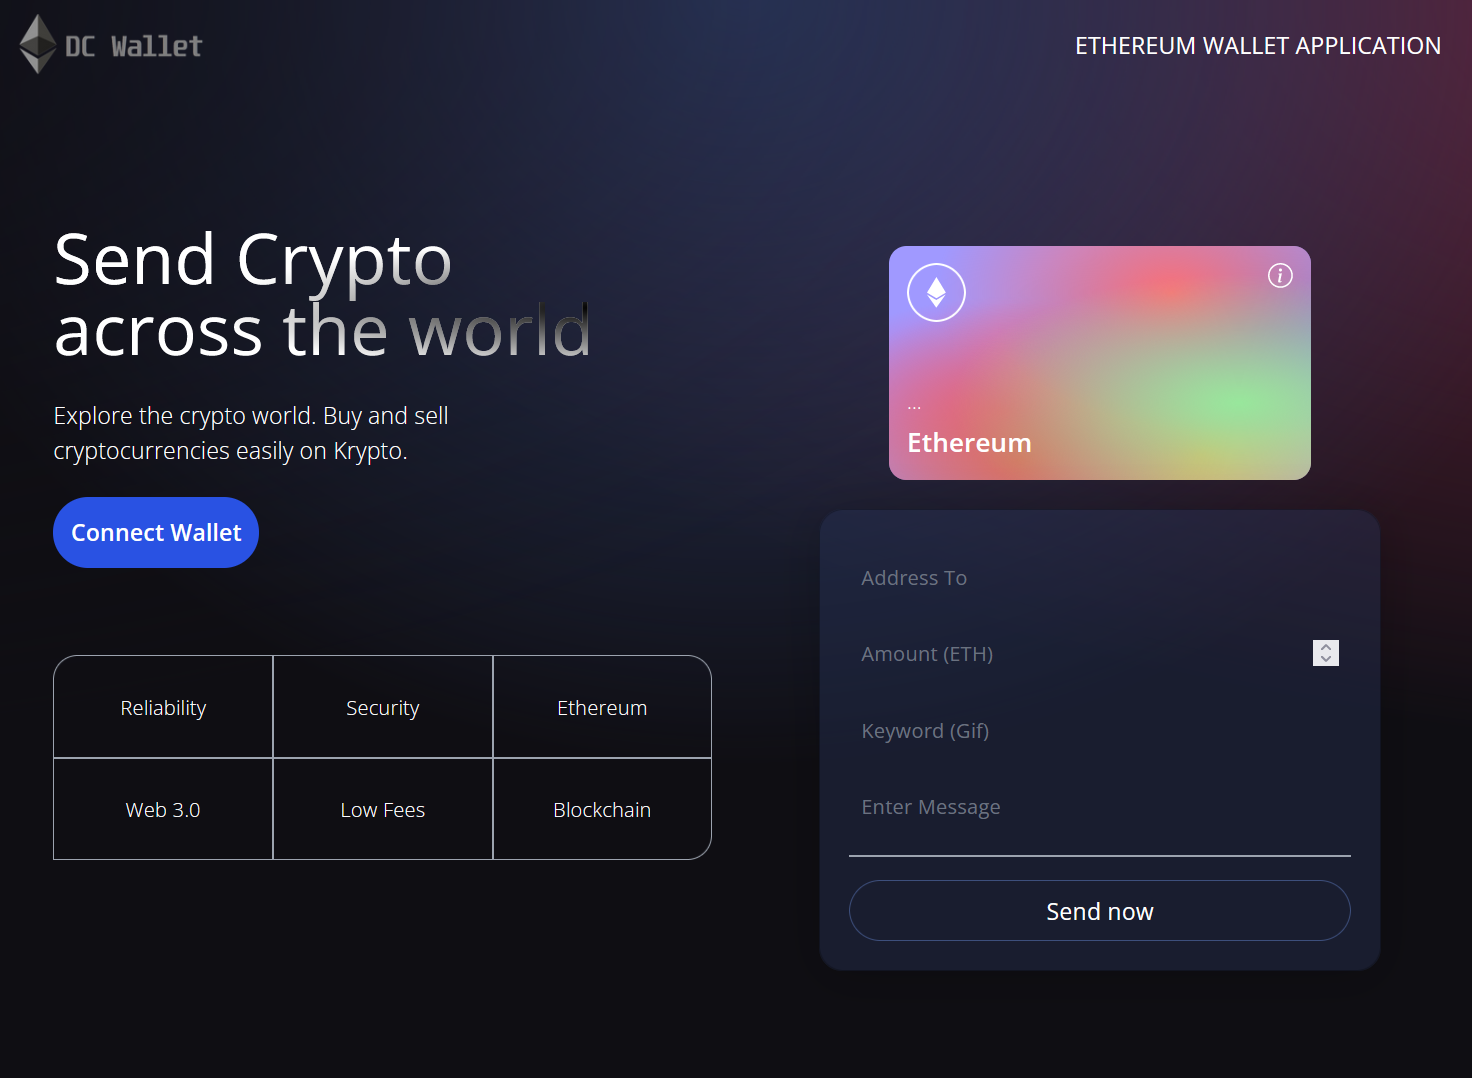 DC Wallet
ETHEREUM WALLET APPLICATION
Send Crypto
across the world
Explore the crypto world. Buy and sell
cryptocurrencies easily on Krypto.
Connect Wallet
Reliability
Security
Ethereum
Web 3.0
Low Fees
Blockchain
...
Ethereum
Address To
Amount (ETH)
Keyword (Gif)
Enter Message
Send now